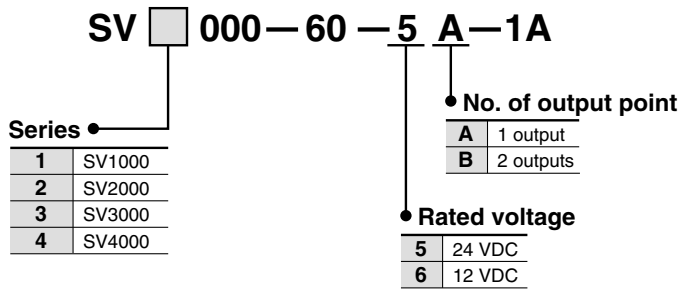 SV □ 000 — 60 — 5 A — 1A
No. of output point
A 1 output
B 2 outputs
Series
1 SV1000
2 SV2000
3 SV3000
4 SV4000
Rated voltage
5 24 VDC
6 12 VDC